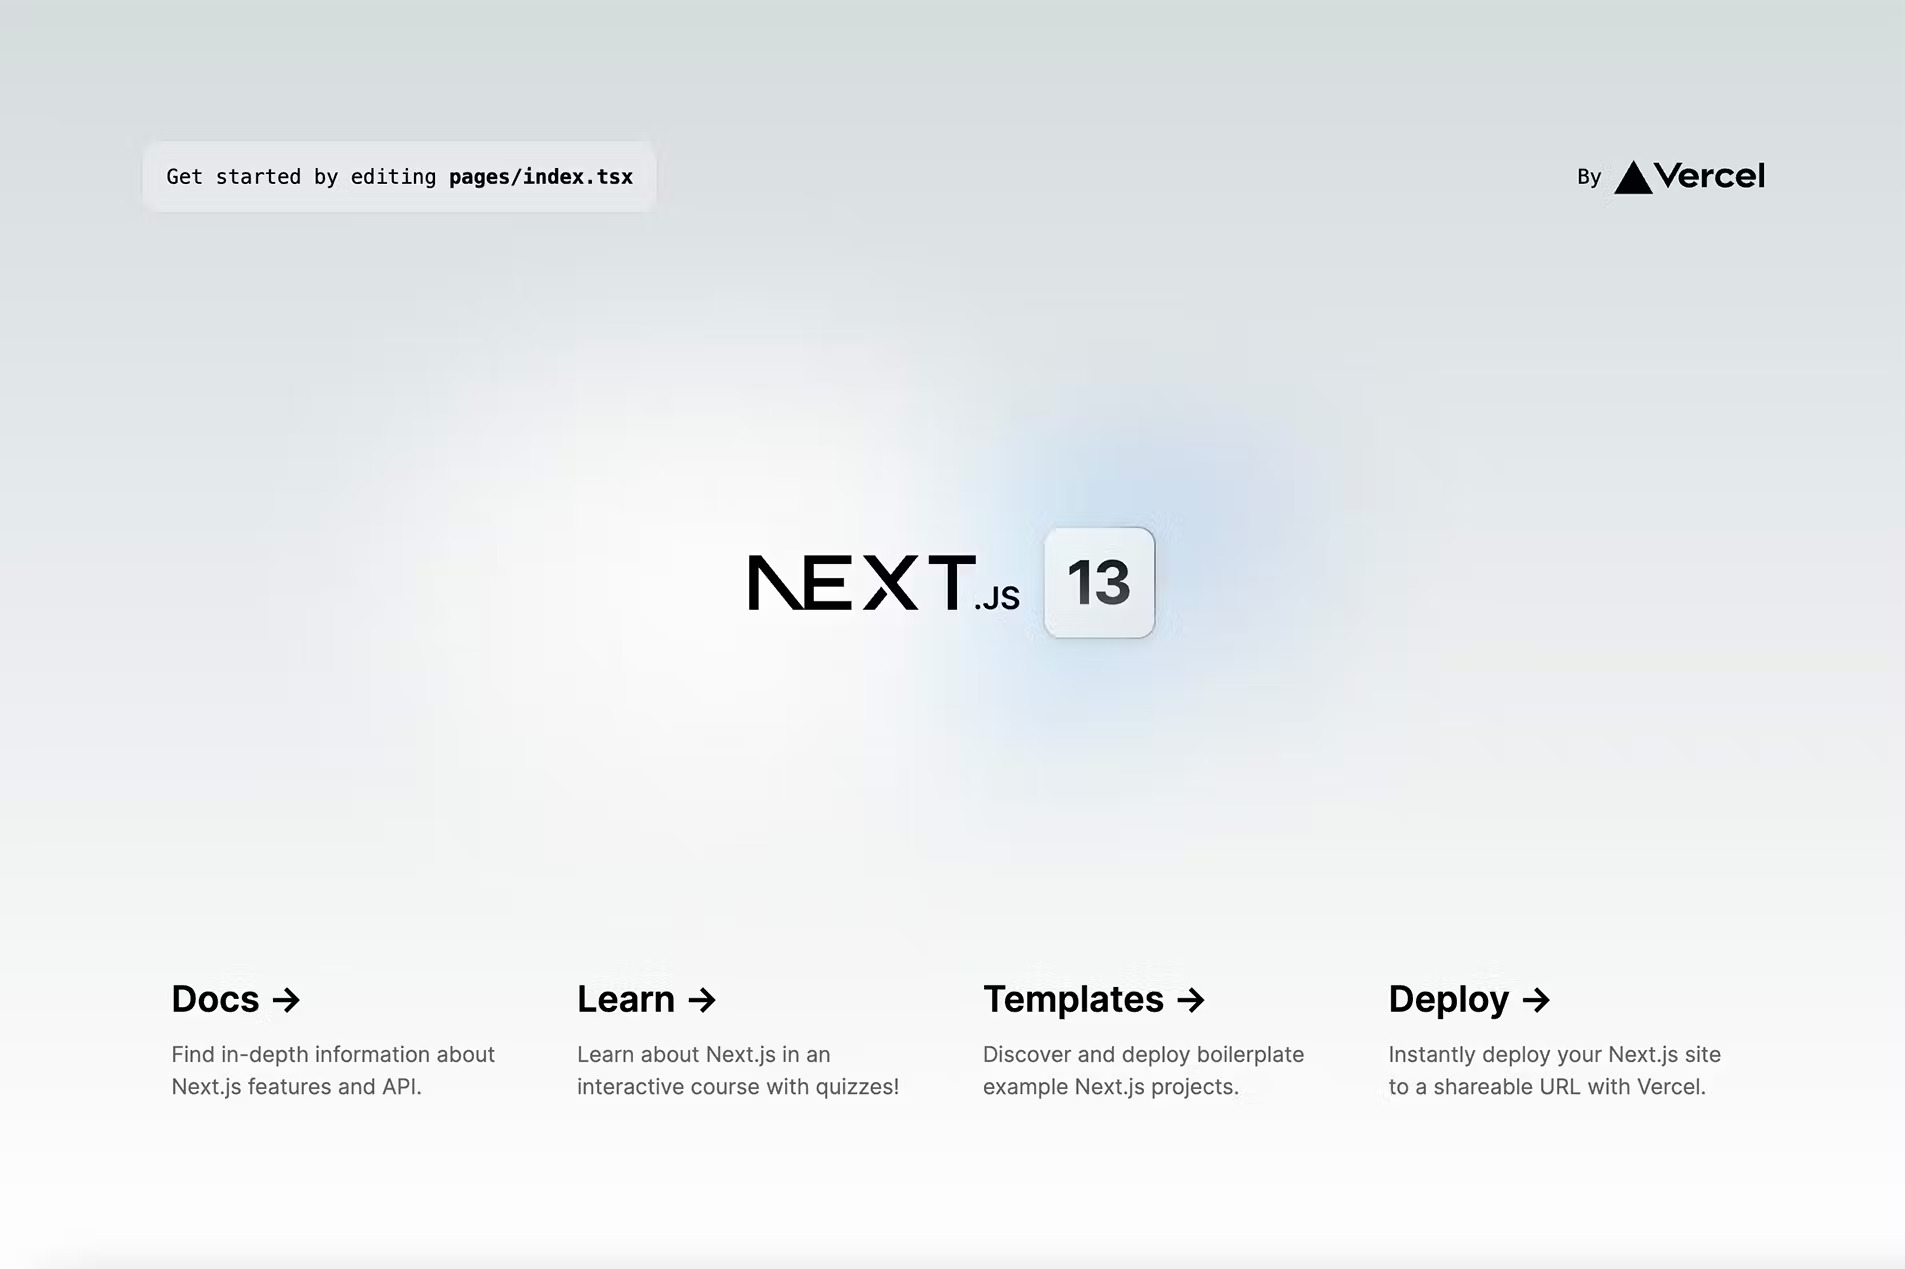 Get started by editing pages/index.tsx
By Vercel
NEXT.JS 13
Docs →
Find in-depth information about
Next.js features and API.
Learn →
Learn about Next.js in an
interactive course with quizzes!
Templates →
Discover and deploy boilerplate
example Next.js projects.
Deploy →
Instantly deploy your Next.js site
to a shareable URL with Vercel.